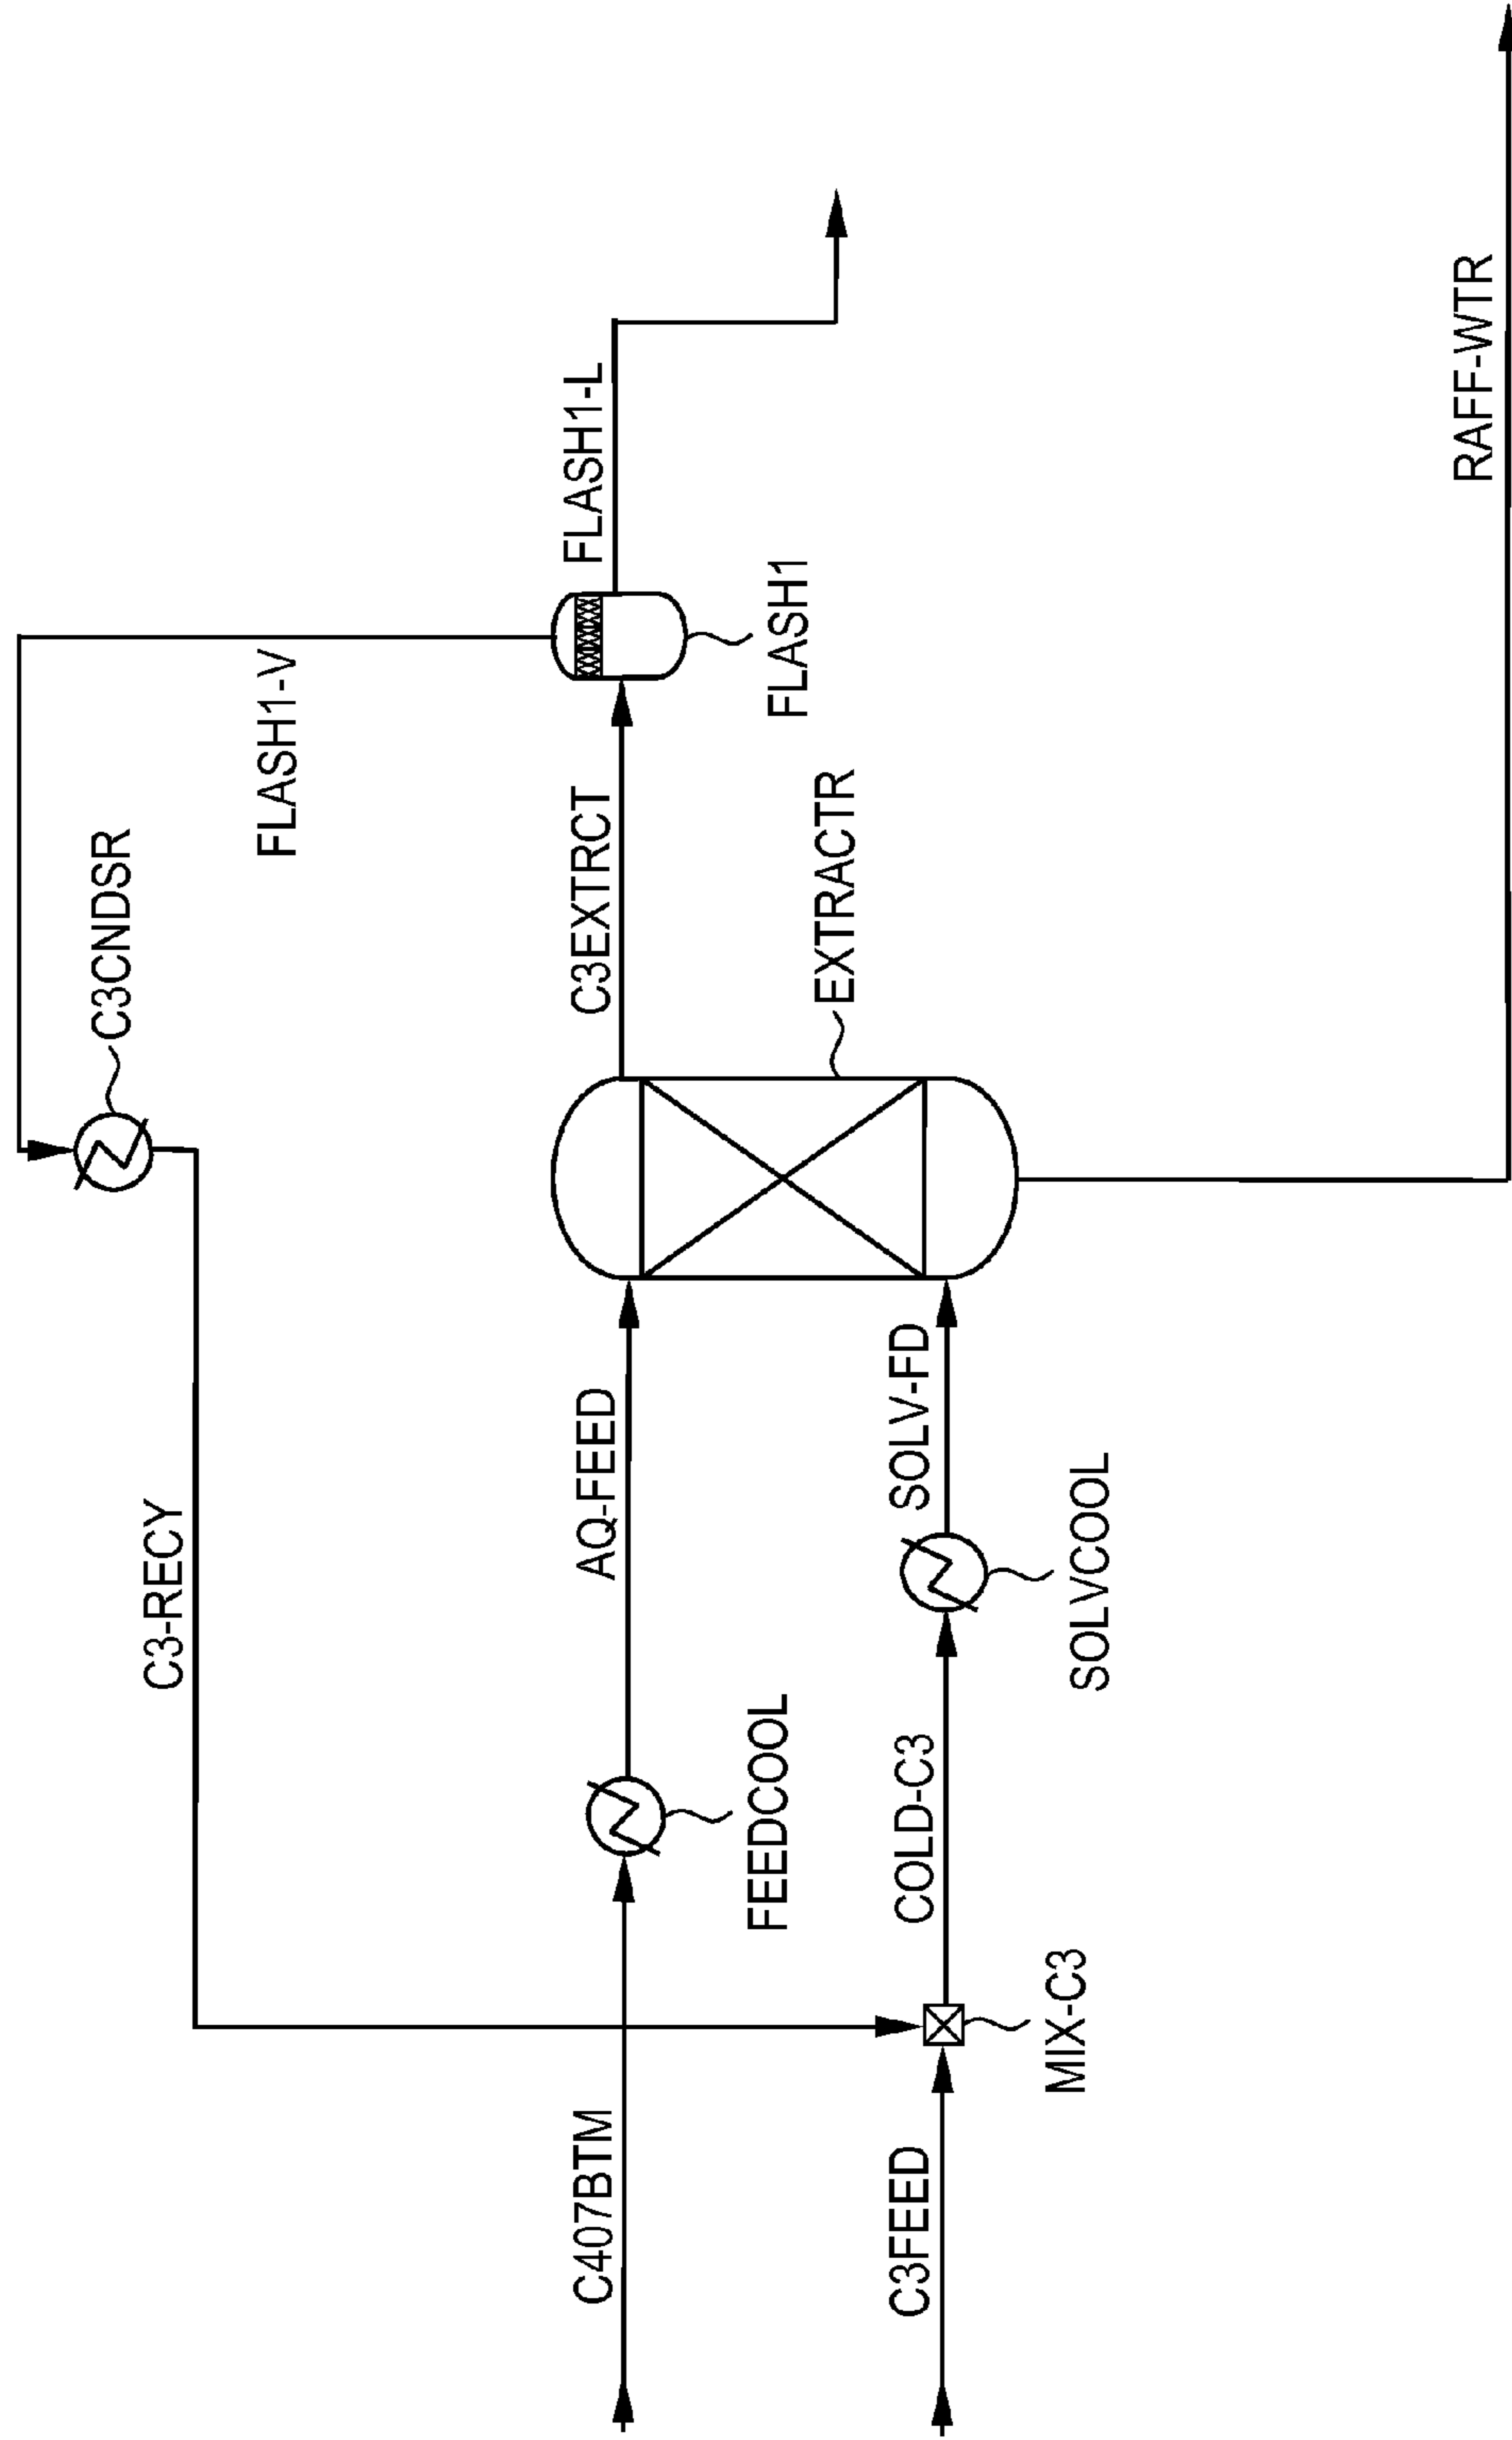 C3CNDSR
FLASH1-V
C3-RECY
C3EXTRCT
FLASH1-L
FLASH1
AQ-FEED
EXTRACTR
C407BTM
FEEDCOOL
SOLV-FD
COLD-C3
C3FEED
SOLVCOOL
MIX-C3
RAFF-WTR